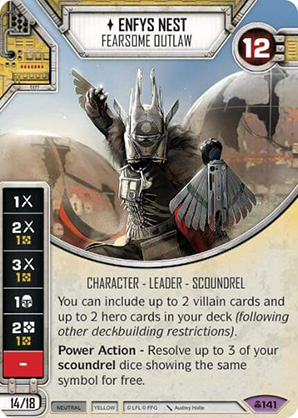 ENFYS NEST
FEARSOME OUTLAW
12
1
2
1
3
1
1
2
1
-
14/18
CHARACTER - LEADER - SCOUNDREL
You can include up to 2 villain cards and
up to 2 hero cards in your deck (following
other deckbuilding restrictions).
Power Action - Resolve up to 3 of your
scoundrel dice showing the same
symbol for free.
NEUTRAL YELLOW © LFL © FFG Audrey Hotte
141